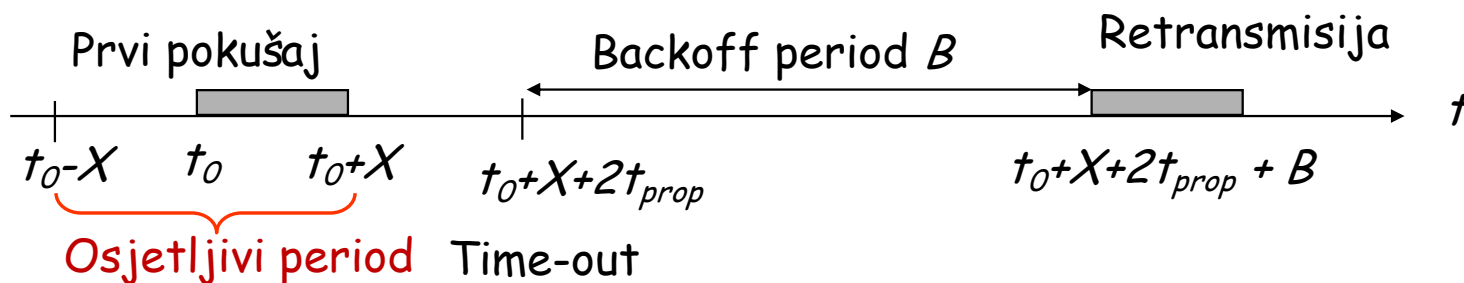 Prvi pokušaj
Backoff period B
Retransmisija
t
t0-X
t0
t0+X
t0+X+2tprop
t0+X+2tprop + B
Osjetljivi period
Time-out